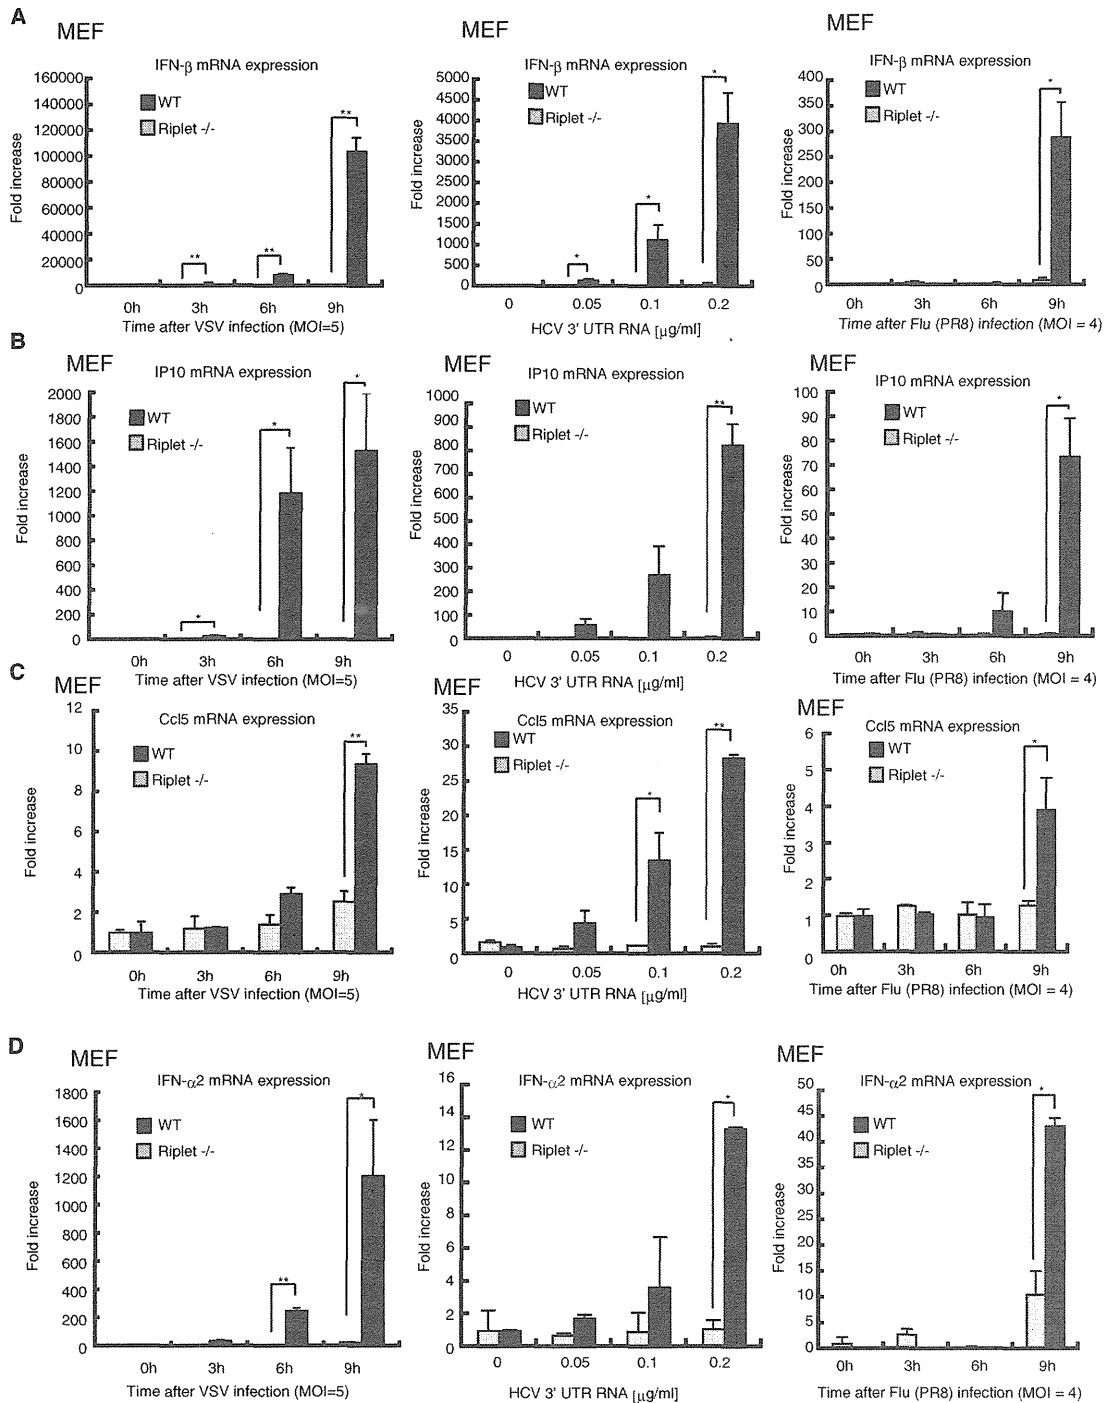 A
MEF
IFN-β mRNA expression
WT
Riplet -/-
Fold increase
160000
140000
120000
100000
80000
60000
40000
20000
0
** ** **
0h 3h 6h 9h
Time after VSV infection (MOI=5)
MEF
IFN-β mRNA expression
WT
Riplet -/-
Fold increase
5000
4500
4000
3500
3000
2500
2000
1500
1000
500
0
* * *
0 0.05 0.1 0.2
HCV 3' UTR RNA [μg/ml]
MEF
IFN-β mRNA expression
WT
Riplet -/-
Fold increase
400
350
300
250
200
150
100
50
0
*
0h 3h 6h 9h
Time after Flu (PR8) infection (MOI = 4)
B
MEF
IP10 mRNA expression
WT
Riplet -/-
Fold increase
2000
1800
1600
1400
1200
1000
800
600
400
200
0
* * *
0h 3h 6h 9h
Time after VSV infection (MOI=5)
MEF
IP10 mRNA expression
WT
Riplet -/-
Fold increase
1000
900
800
700
600
500
400
300
200
100
0
**
0 0.05 0.1 0.2
HCV 3' UTR RNA [μg/ml]
MEF
IP10 mRNA expression
WT
Riplet -/-
Fold increase
100
90
80
70
60
50
40
30
20
10
0
*
0h 3h 6h 9h
Time after Flu (PR8) infection (MOI = 4)
C
MEF
Ccl5 mRNA expression
WT
Riplet -/-
Fold increase
12
10
8
6
4
2
0
**
0h 3h 6h 9h
Time after VSV infection (MOI=5)
MEF
Ccl5 mRNA expression
WT
Riplet -/-
Fold increase
35
30
25
20
15
10
5
0
* **
0 0.05 0.1 0.2
HCV 3' UTR RNA [μg/ml]
MEF
Ccl5 mRNA expression
WT
Riplet -/-
Fold increase
6
5
4
3
2
1
0
*
0h 3h 6h 9h
Time after Flu (PR8) infection (MOI = 4)
D
MEF
IFN-α2 mRNA expression
WT
Riplet -/-
Fold increase
1800
1600
1400
1200
1000
800
600
400
200
0
** *
0h 3h 6h 9h
Time after VSV infection (MOI=5)
MEF
IFN-α2 mRNA expression
WT
Riplet -/-
Fold increase
16
14
12
10
8
6
4
2
0
*
0 0.05 0.1 0.2
HCV 3' UTR RNA [μg/ml]
MEF
IFN-α2 mRNA expression
WT
Riplet -/-
Fold increase
50
45
40
35
30
25
20
15
10
5
0
*
0h 3h 6h 9h
Time after Flu (PR8) infection (MOI = 4)